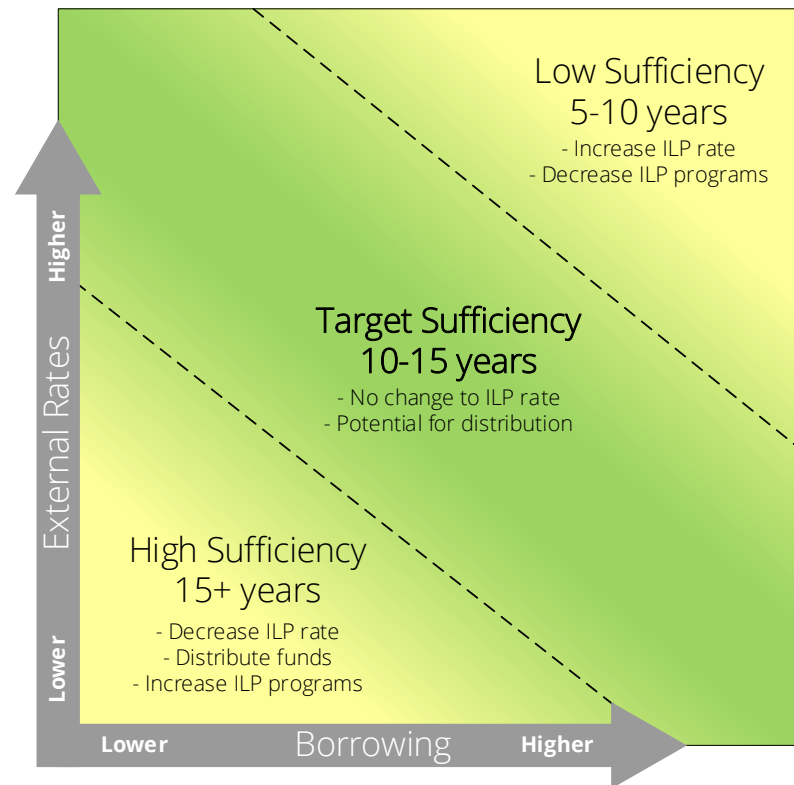 Low Sufficiency
5-10 years
- Increase ILP rate
- Decrease ILP programs
Target Sufficiency
10-15 years
- No change to ILP rate
- Potential for distribution
High Sufficiency
15+ years
- Decrease ILP rate
- Distribute funds
- Increase ILP programs
Higher
External Rates
Lower
Lower
Borrowing
Higher